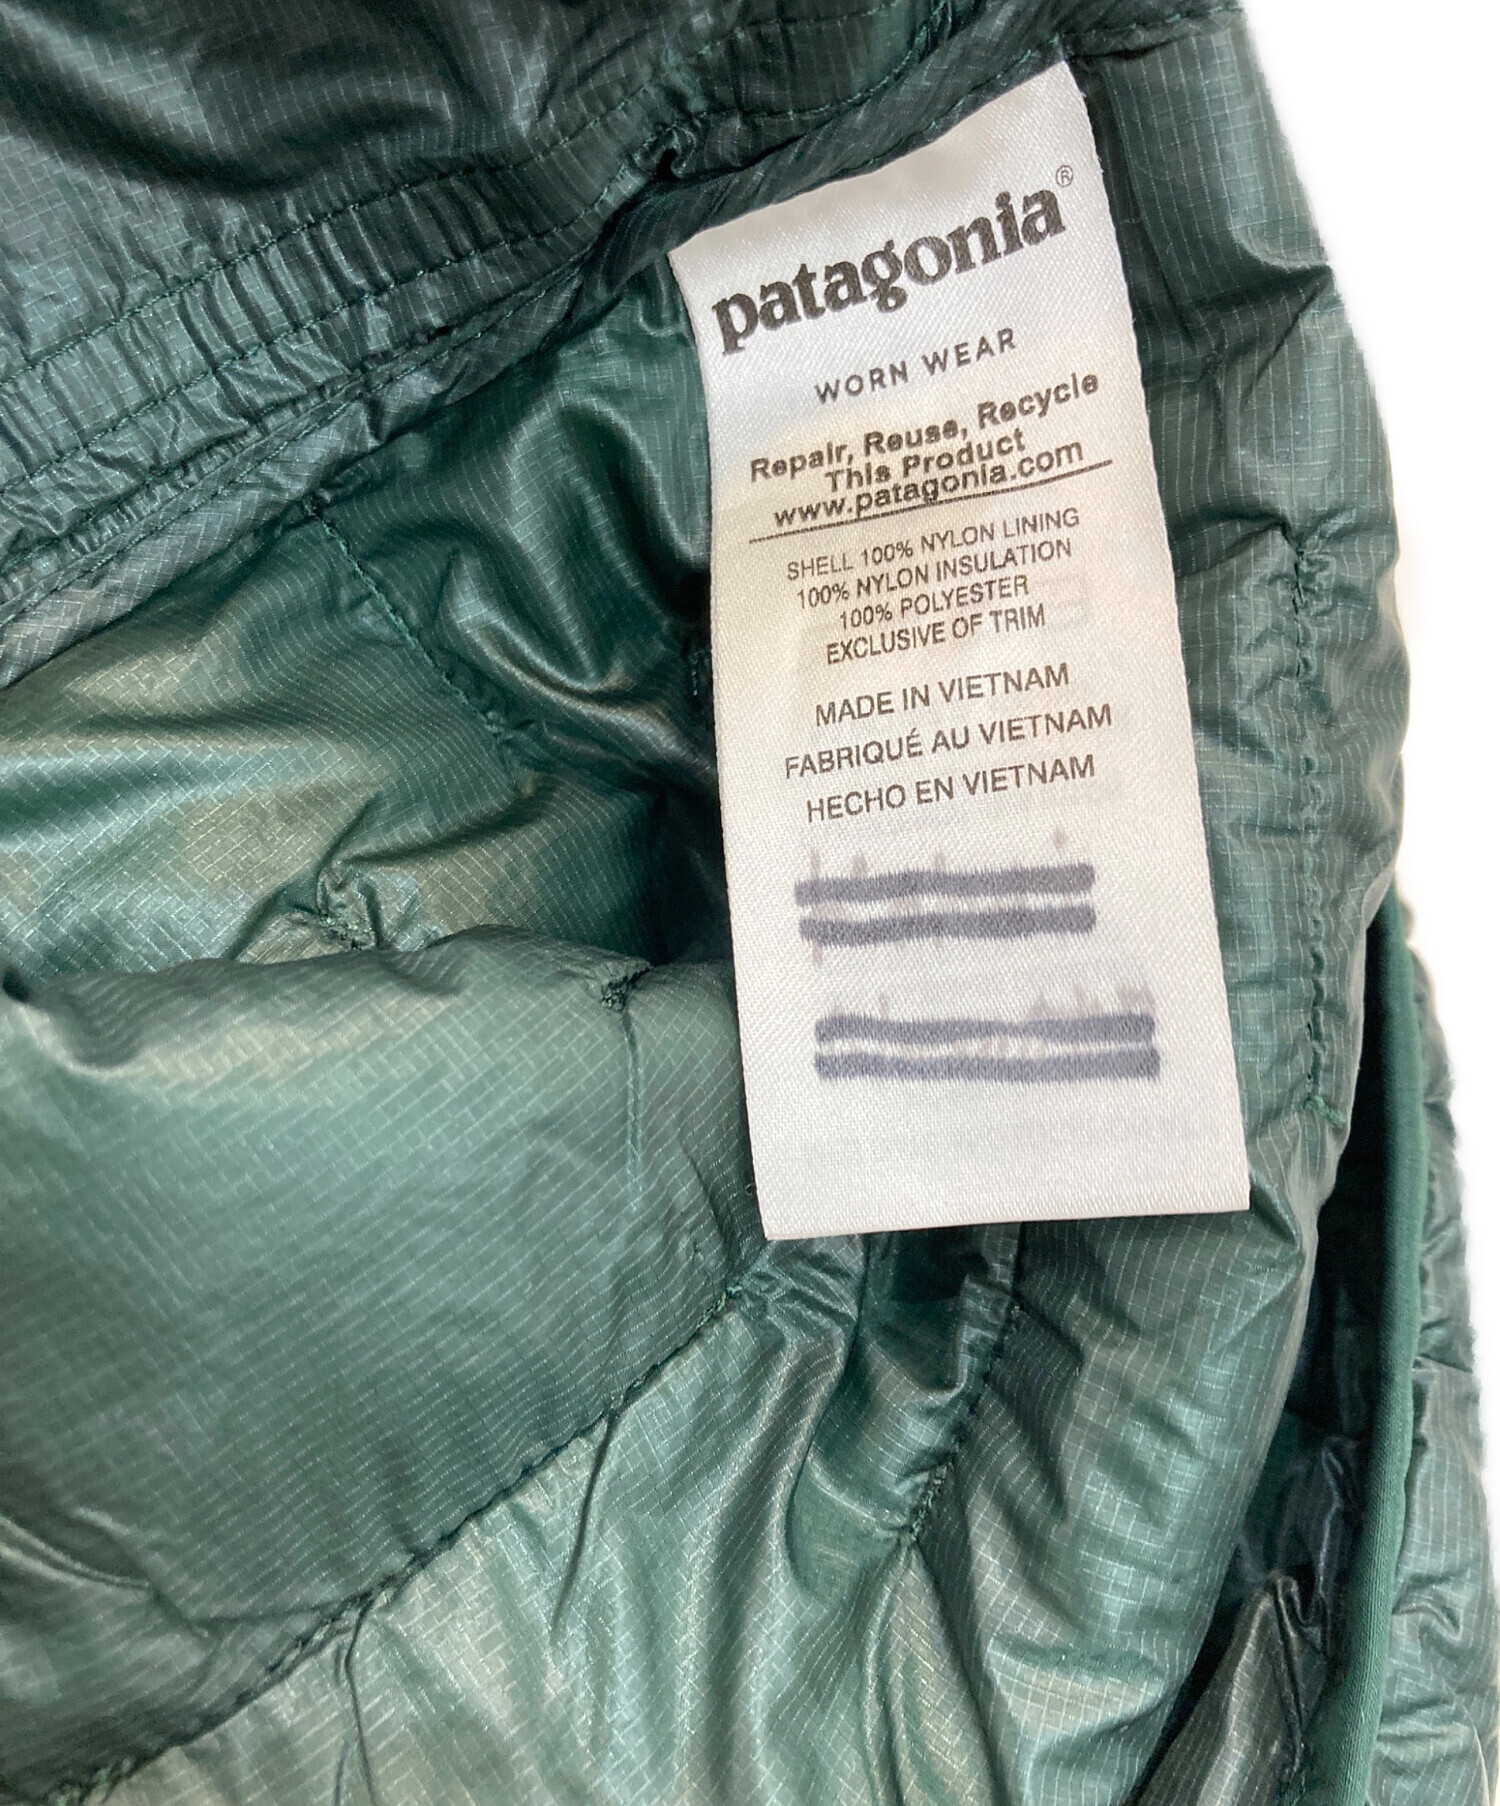 patagonia®
WORN WEAR
Repair, Reuse, Recycle
This Product
www.patagonia.com
SHELL 100% NYLON LINING
100% NYLON INSULATION
100% POLYESTER
EXCLUSIVE OF TRIM
MADE IN VIETNAM
FABRIQUÉ AU VIETNAM
HECHO EN VIETNAM